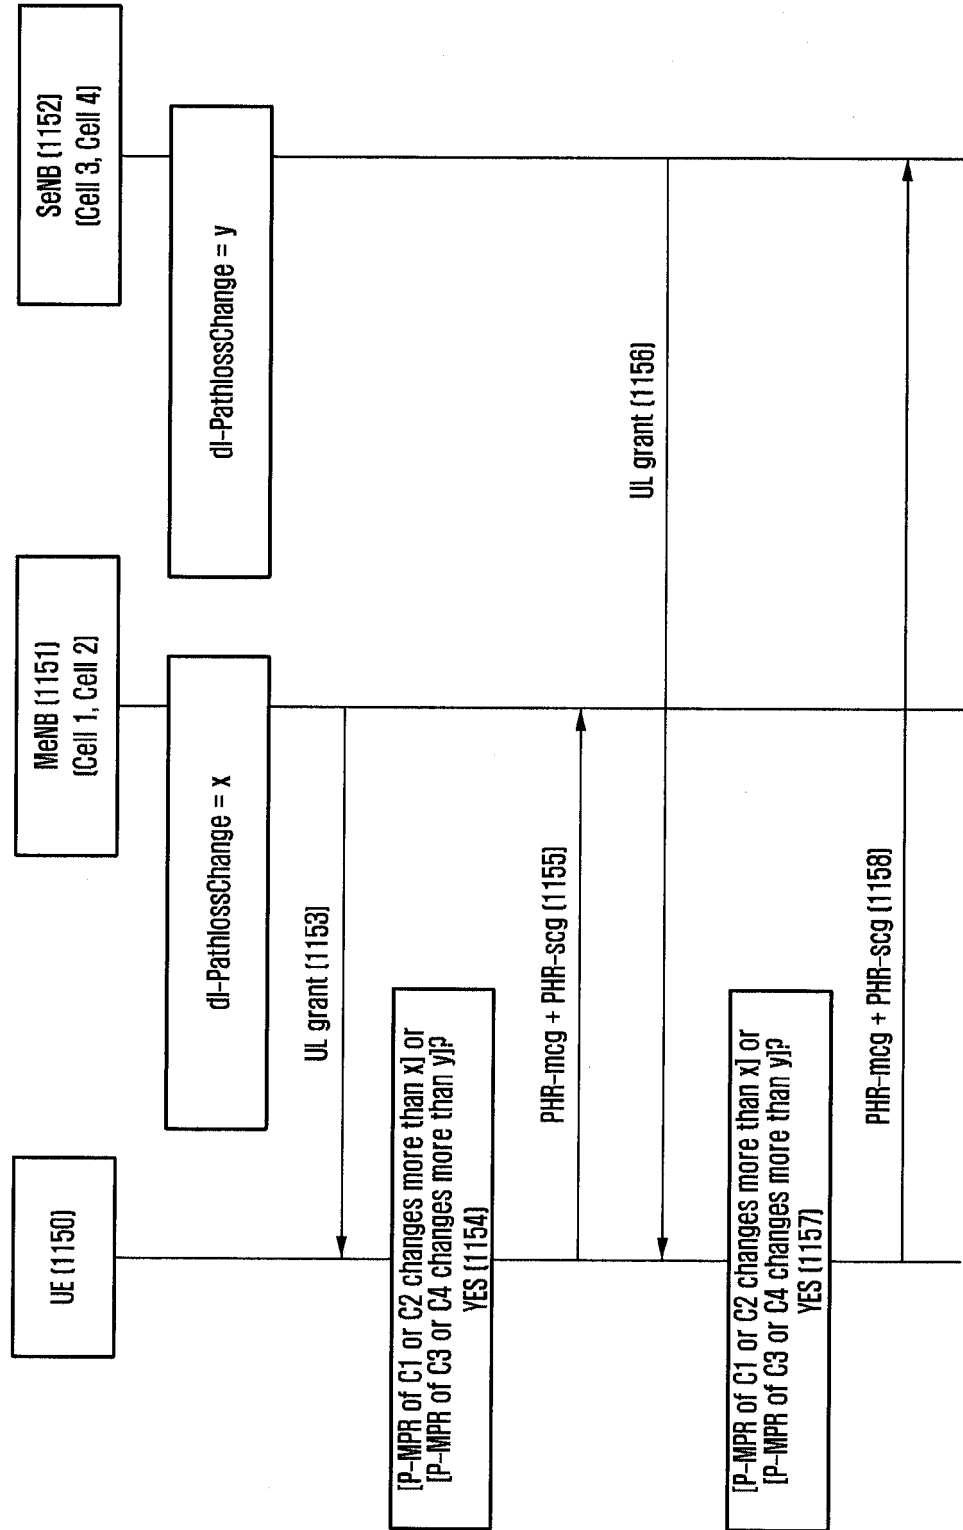 UE (1150)
MeNB (1151)
(Cell 1, Cell 2)
SeNB (1152)
(Cell 3, Cell 4)
dl-PathlossChange = x
dl-PathlossChange = y
UL grant (1153)
[P-MPR of C1 or C2 changes more than x] or
[P-MPR of C3 or C4 changes more than y]?
YES (1154)
PHR-mcg + PHR-scg (1155)
UL grant (1156)
[P-MPR of C1 or C2 changes more than x] or
[P-MPR of C3 or C4 changes more than y]?
YES (1157)
PHR-mcg + PHR-scg (1158)